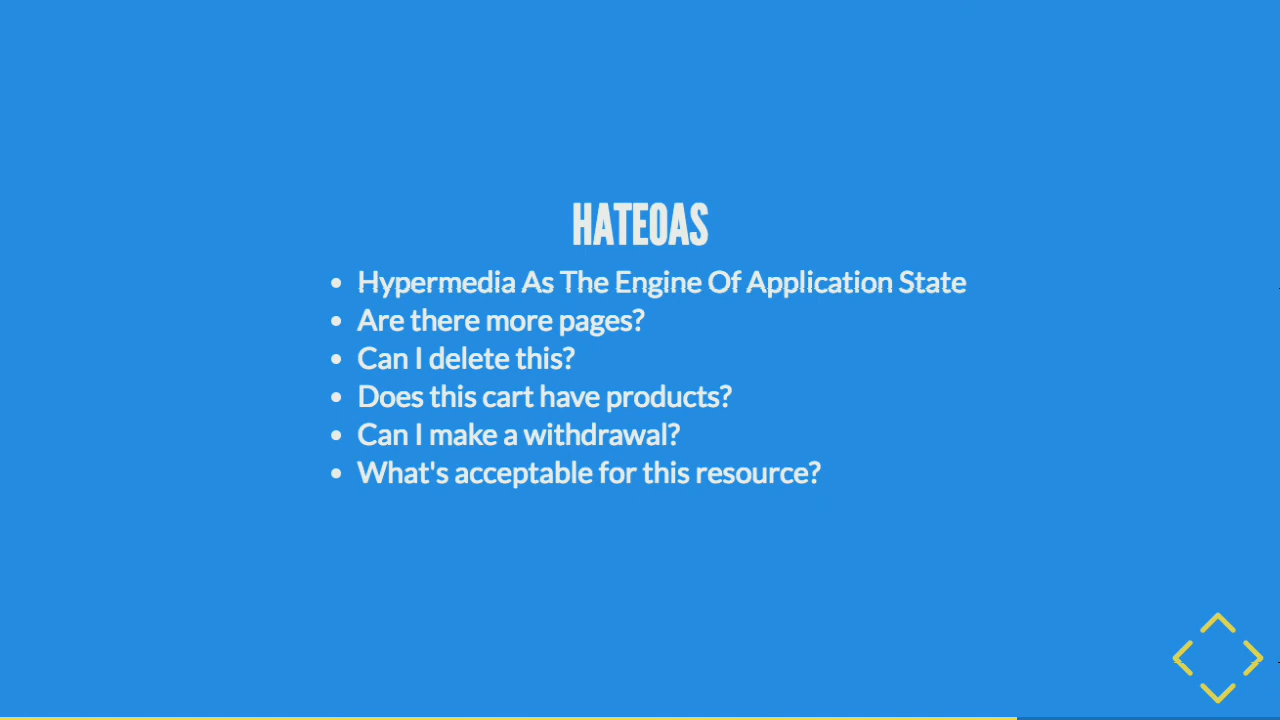 HATEOAS
• Hypermedia As The Engine Of Application State
• Are there more pages?
• Can I delete this?
• Does this cart have products?
• Can I make a withdrawal?
• What's acceptable for this resource?